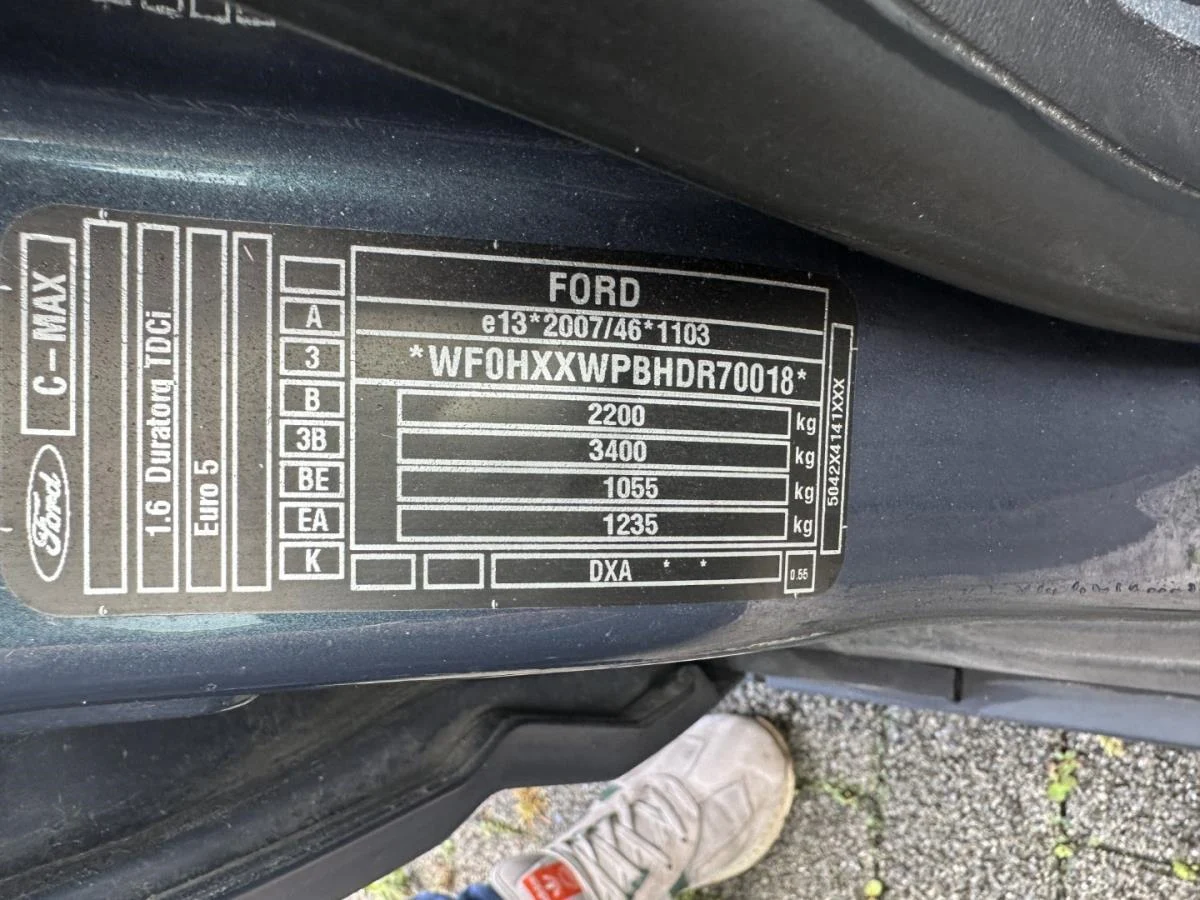 FORD
e13*2007/46*1103
*WF0HXXWPBHDR70018*
2200 kg
3400 kg
1055 kg
1235 kg
DXA * *
0.55
5042X4141XXX
A
3
B
3B
BE
EA
K
C-MAX
1.6 Duratorq TDCi
Euro 5
Ford